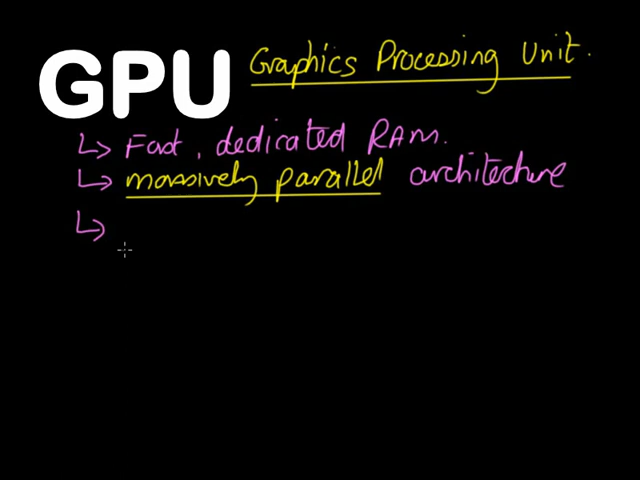 GPU Graphics Processing Unit.
↳ Fast, dedicated RAM.
↳ massively parallel architecture
↳